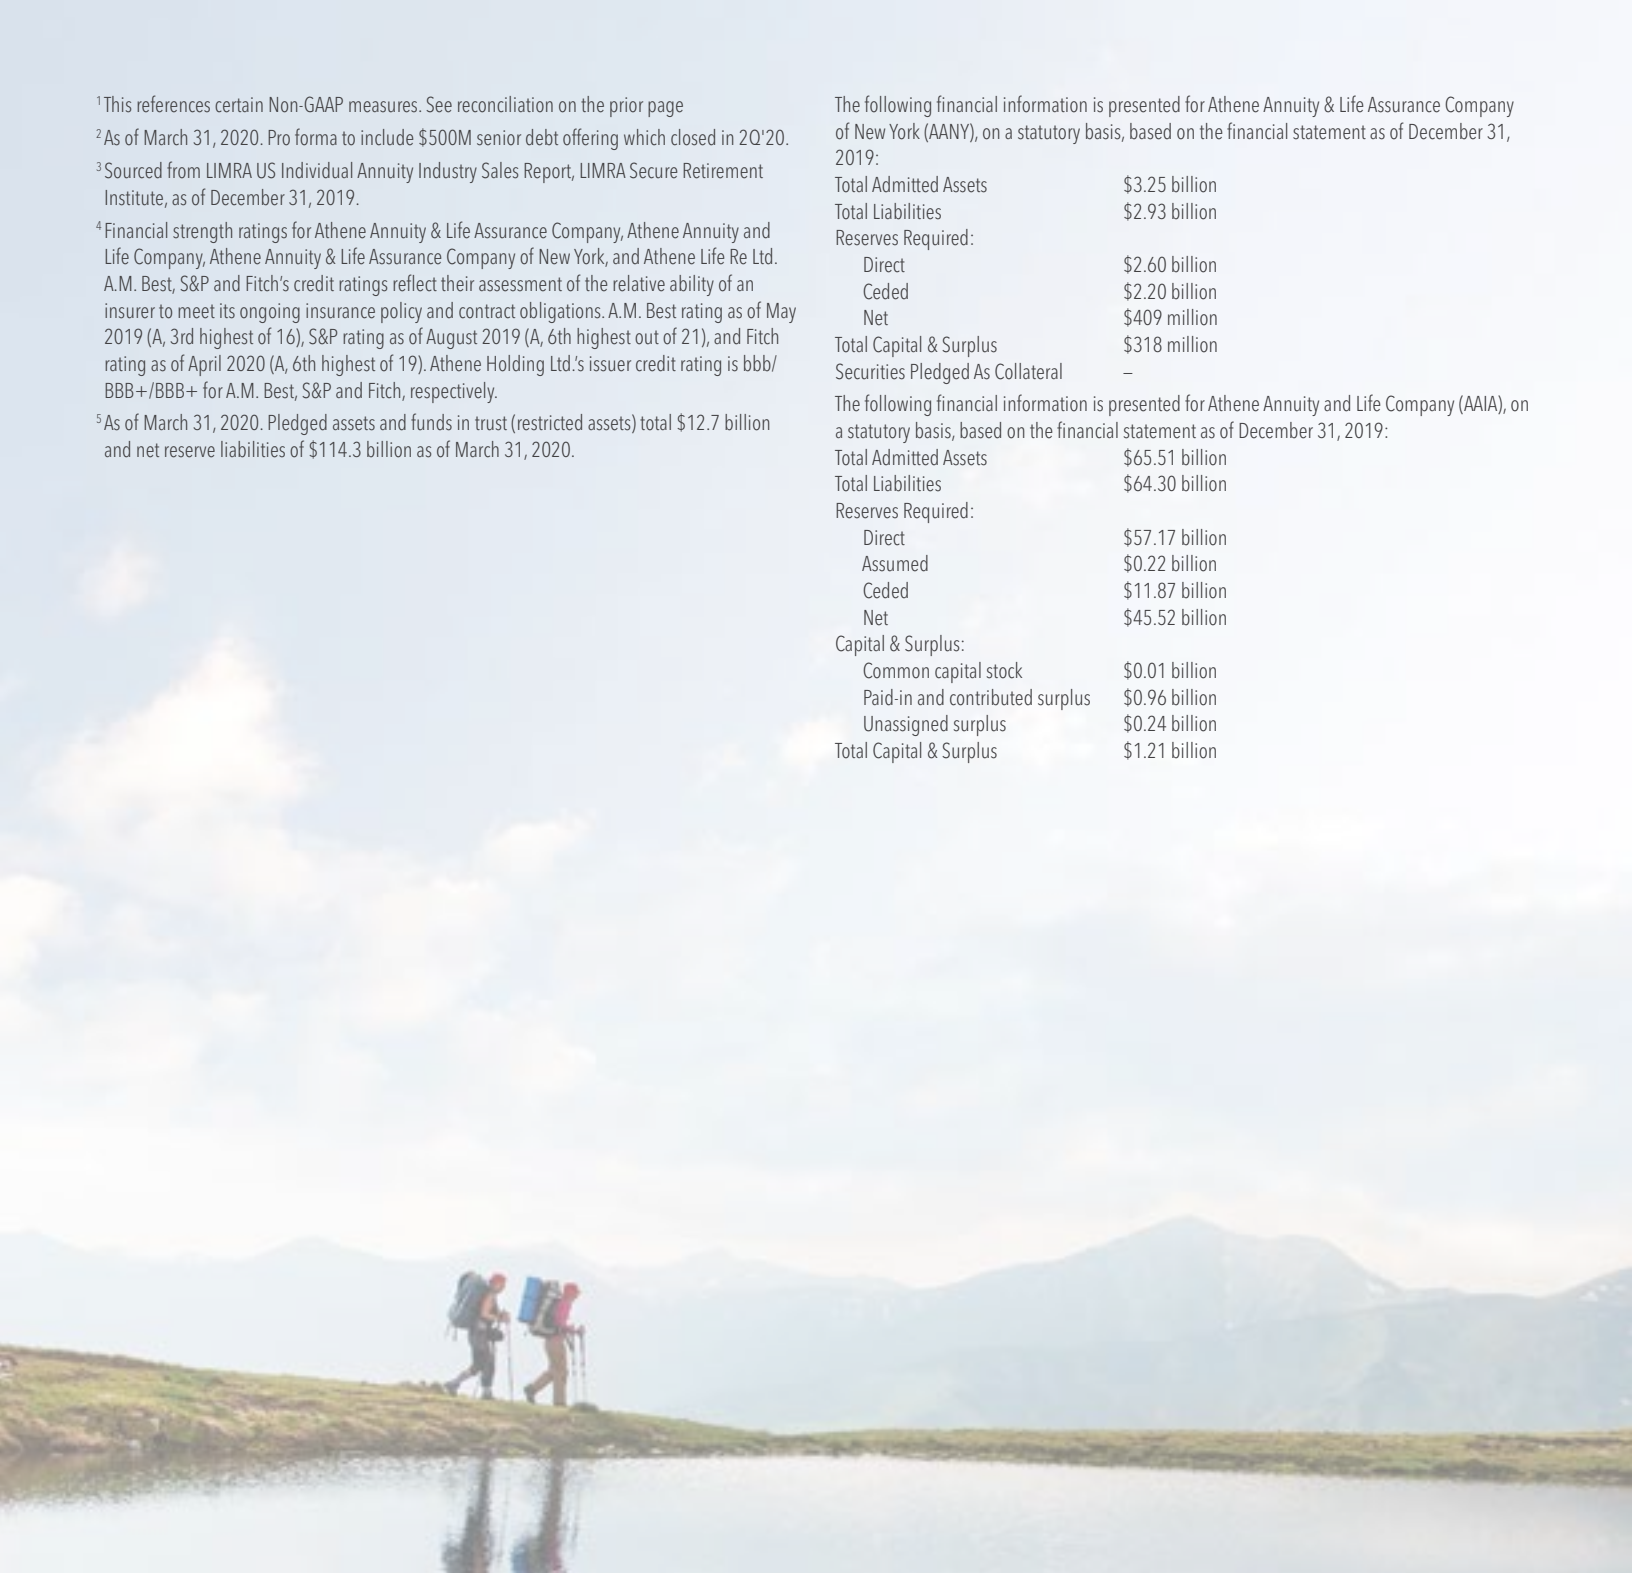 1 This references certain Non-GAAP measures. See reconciliation on the prior page
2 As of March 31, 2020. Pro forma to include $500M senior debt offering which closed in 2Q'20.
3 Sourced from LIMRA US Individual Annuity Industry Sales Report, LIMRA Secure Retirement
Institute, as of December 31, 2019.
4 Financial strength ratings for Athene Annuity & Life Assurance Company, Athene Annuity and
Life Company, Athene Annuity & Life Assurance Company of New York, and Athene Life Re Ltd.
A.M. Best, S&P and Fitch’s credit ratings reflect their assessment of the relative ability of an
insurer to meet its ongoing insurance policy and contract obligations. A.M. Best rating as of May
2019 (A, 3rd highest of 16), S&P rating as of August 2019 (A, 6th highest out of 21), and Fitch
rating as of April 2020 (A, 6th highest of 19). Athene Holding Ltd.’s issuer credit rating is bbb/
BBB+/BBB+ for A.M. Best, S&P and Fitch, respectively.
5 As of March 31, 2020. Pledged assets and funds in trust (restricted assets) total $12.7 billion
and net reserve liabilities of $114.3 billion as of March 31, 2020.
The following financial information is presented for Athene Annuity & Life Assurance Company
of New York (AANY), on a statutory basis, based on the financial statement as of December 31,
2019:
Total Admitted Assets $3.25 billion
Total Liabilities $2.93 billion
Reserves Required:
Direct $2.60 billion
Ceded $2.20 billion
Net $409 million
Total Capital & Surplus $318 million
Securities Pledged As Collateral –
The following financial information is presented for Athene Annuity and Life Company (AAIA), on
a statutory basis, based on the financial statement as of December 31, 2019:
Total Admitted Assets $65.51 billion
Total Liabilities $64.30 billion
Reserves Required:
Direct $57.17 billion
Assumed $0.22 billion
Ceded $11.87 billion
Net $45.52 billion
Capital & Surplus:
Common capital stock $0.01 billion
Paid-in and contributed surplus $0.96 billion
Unassigned surplus $0.24 billion
Total Capital & Surplus $1.21 billion